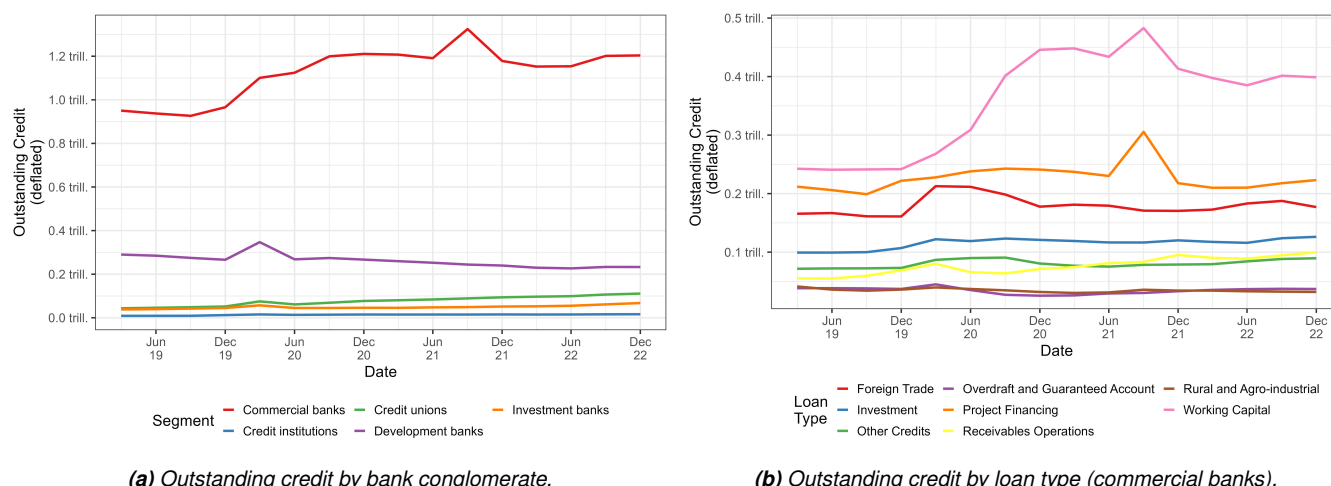 1.2 trill.
1.0 trill.
0.8 trill.
0.6 trill.
0.4 trill.
0.2 trill.
0.0 trill.
Outstanding Credit
(deflated)
Jun
19
Dec
19
Jun
20
Dec
20
Jun
21
Dec
21
Jun
22
Dec
22
Date
Segment
Commercial banks
Credit unions
Investment banks
Credit institutions
Development banks
(a) Outstanding credit by bank conglomerate.
0.5 trill.
0.4 trill.
0.3 trill.
0.2 trill.
0.1 trill.
Outstanding Credit
(deflated)
Jun
19
Dec
19
Jun
20
Dec
20
Jun
21
Dec
21
Jun
22
Dec
22
Date
Loan
Type
Foreign Trade
Overdraft and Guaranteed Account
Rural and Agro-industrial
Investment
Project Financing
Working Capital
Other Credits
Receivables Operations
(b) Outstanding credit by loan type (commercial banks).